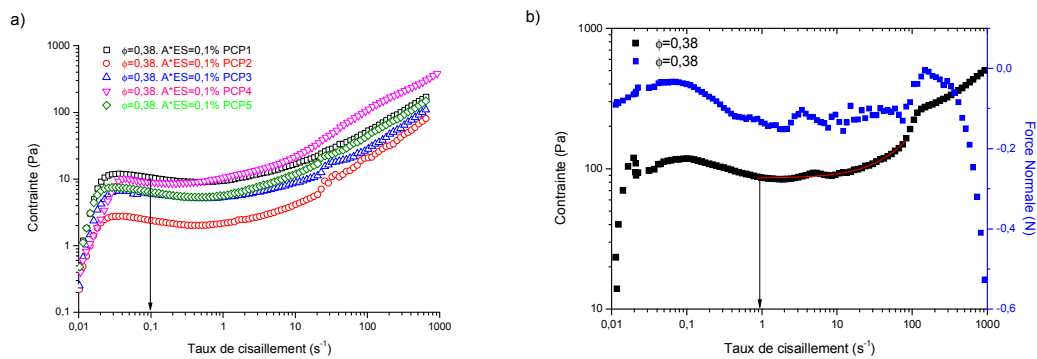 a)
1000
100
10
1
0,1
Contrainte (Pa)
ϕ=0,38. A*ES=0,1% PCP1
ϕ=0,38. A*ES=0,1% PCP2
ϕ=0,38. A*ES=0,1% PCP3
ϕ=0,38. A*ES=0,1% PCP4
ϕ=0,38. A*ES=0,1% PCP5
0,01 0,1 1 10 100 1000
Taux de cisaillement (s⁻¹)
b)
1000
100
10
Contrainte (Pa)
ϕ=0,38
ϕ=0,38
0,0
-0,2
-0,4
-0,6
Force Normale (N)
0,01 0,1 1 10 100 1000
Taux de cisaillement (s⁻¹)